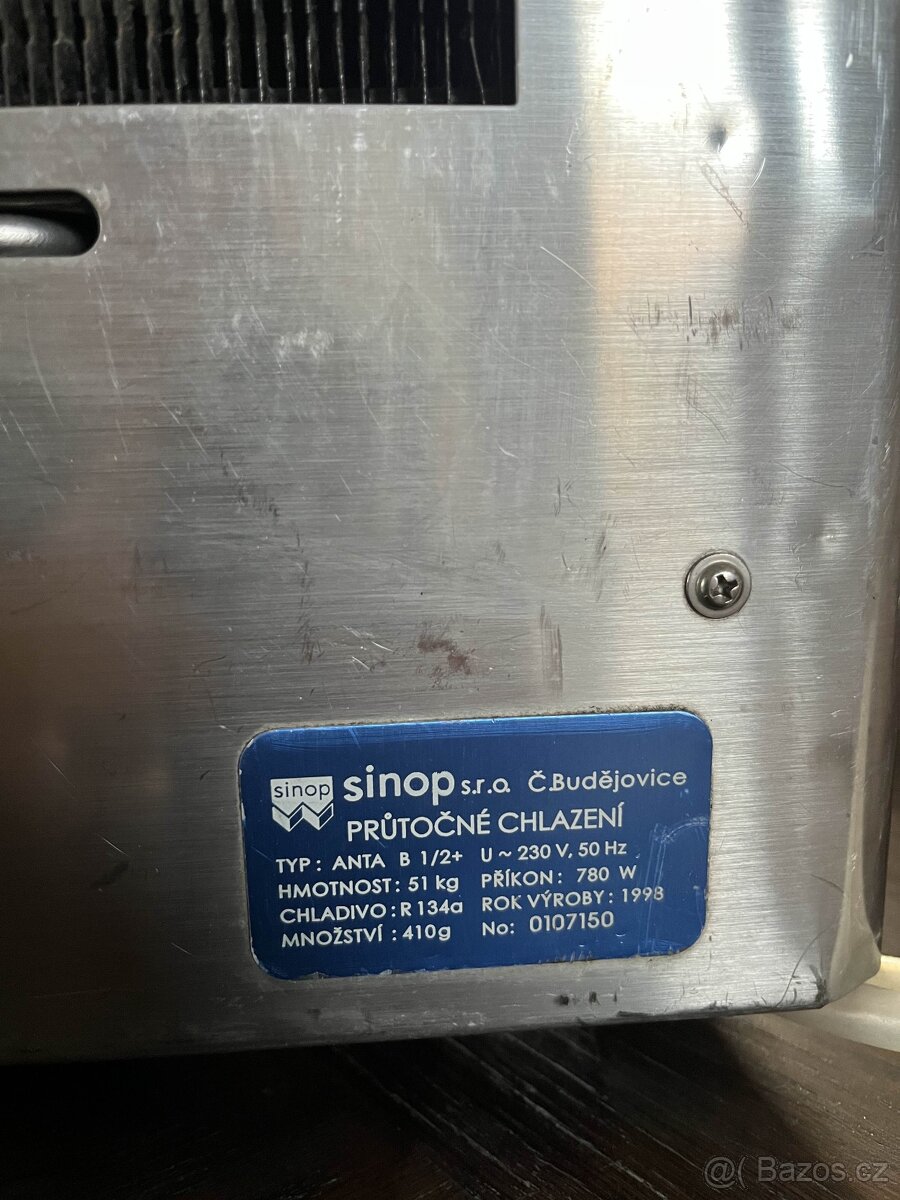 sinop
sinop s.r.o. Č.Budějovice
PRŮTOČNÉ CHLAZENÍ
TYP: ANTA B 1/2+ U ~ 230 V, 50 Hz
HMOTNOST: 51 kg PŘÍKON: 780 W
CHLADIVO: R 134a ROK VÝROBY: 1998
MNOŽSTVÍ: 410g No: 0107150
@( Bazos.cz